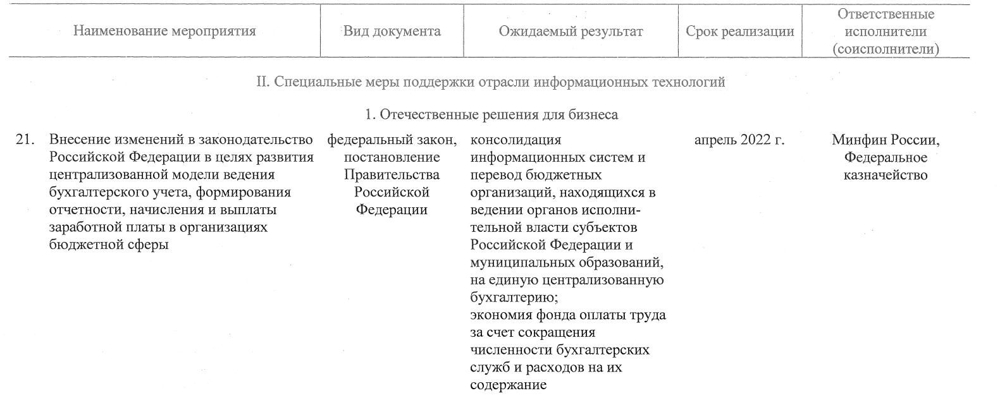 Наименование мероприятия
Вид документа
Ожидаемый результат
Срок реализации
Ответственные
исполнители
(соисполнители)
II. Специальные меры поддержки отрасли информационных технологий
1. Отечественные решения для бизнеса
21.
Внесение изменений в законодательство
Российской Федерации в целях развития
централизованной модели ведения
бухгалтерского учета, формирования
отчетности, начисления и выплаты
заработной платы в организациях
бюджетной сферы
федеральный закон,
постановление
Правительства
Российской
Федерации
консолидация
информационных систем и
перевод бюджетных
организаций, находящихся в
ведении органов исполни-
тельной власти субъектов
Российской Федерации и
муниципальных образований,
на единую централизованную
бухгалтерию;
экономия фонда оплаты труда
за счет сокращения
численности бухгалтерских
служб и расходов на их
содержание
апрель 2022 г.
Минфин России,
Федеральное
казначейство